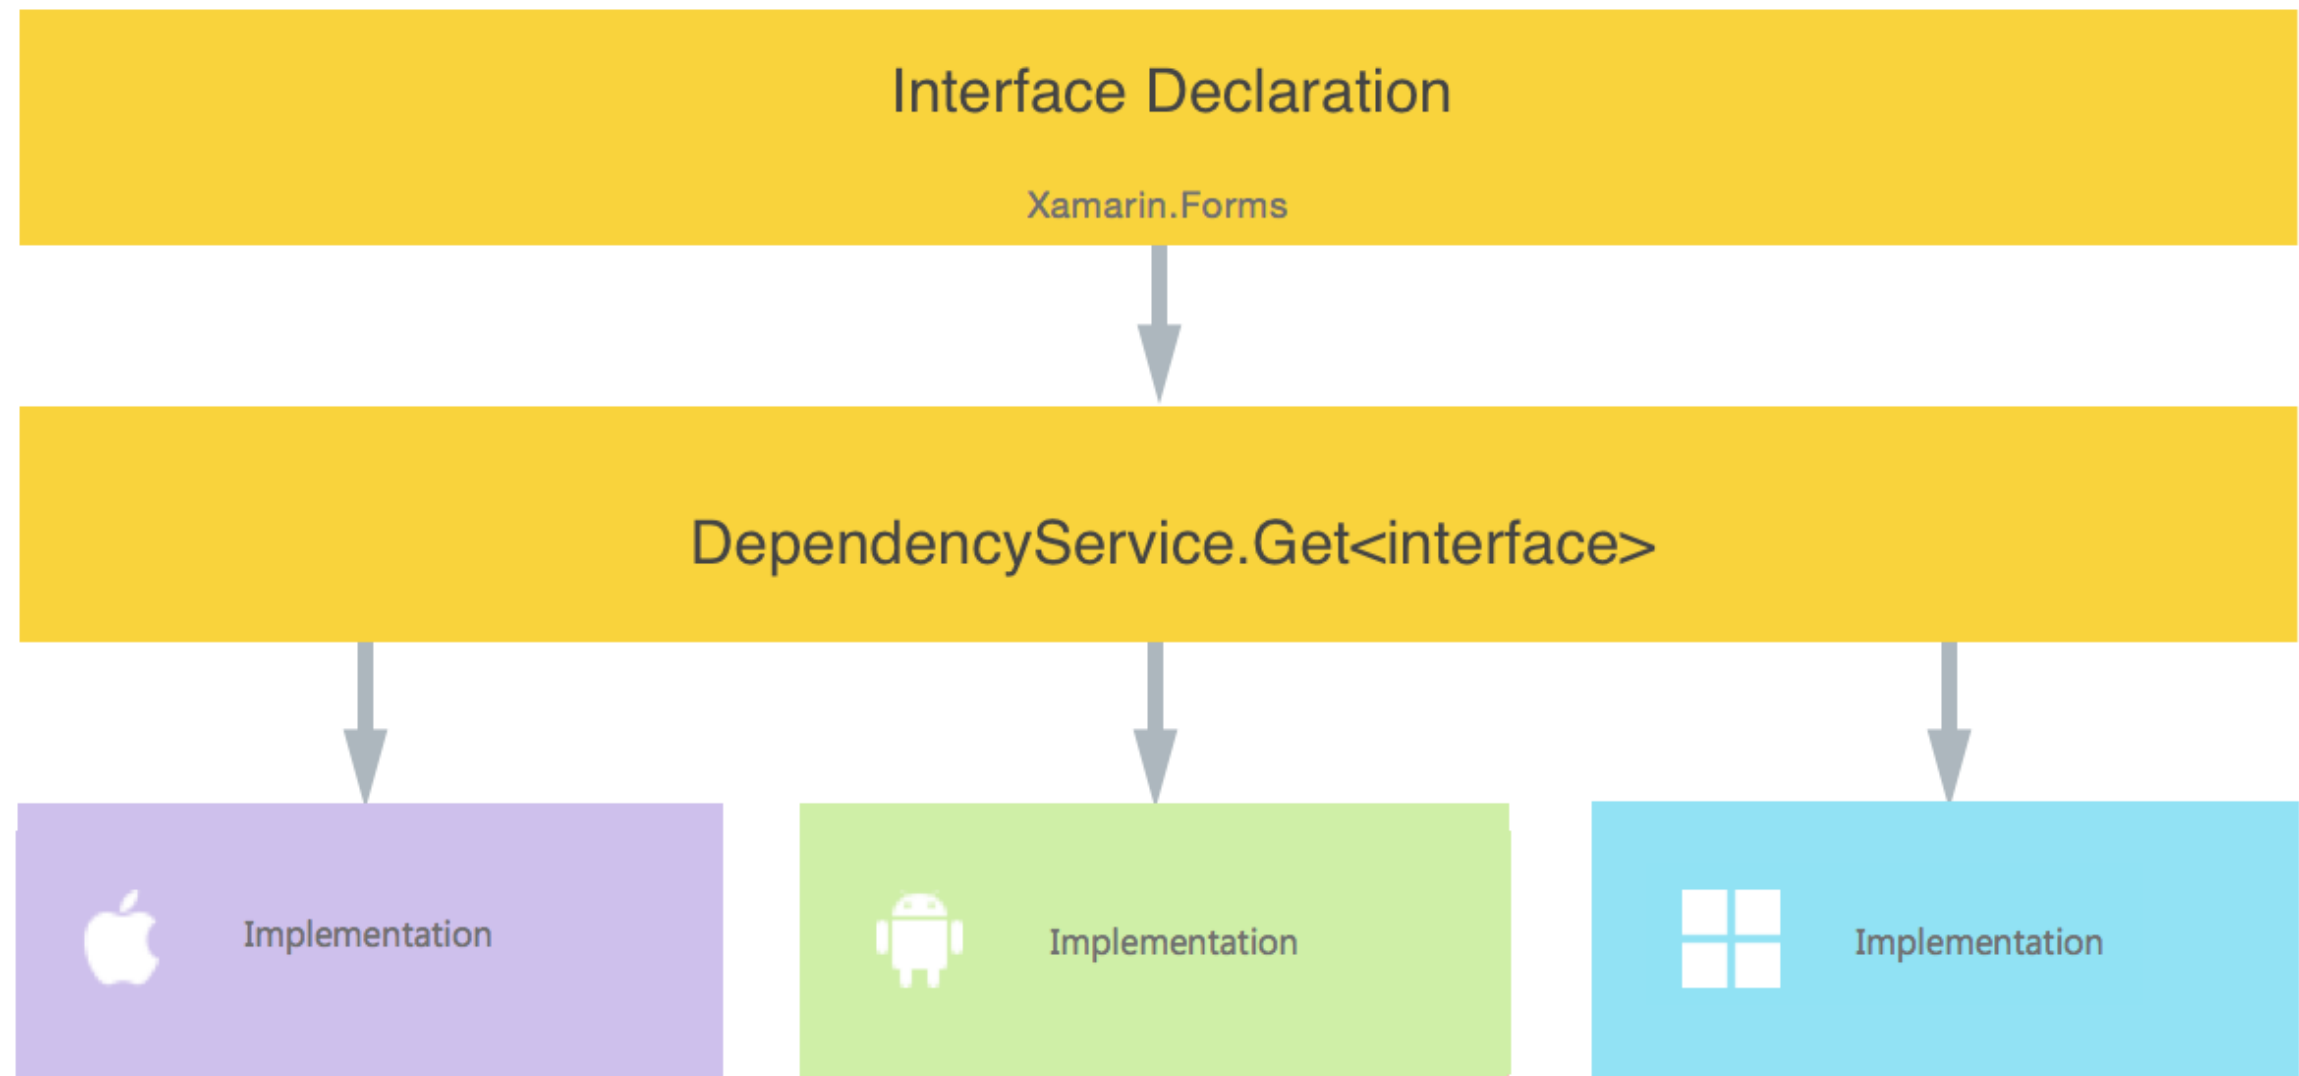 Interface Declaration
Xamarin.Forms
DependencyService.Get<interface>
Implementation
Implementation
Implementation